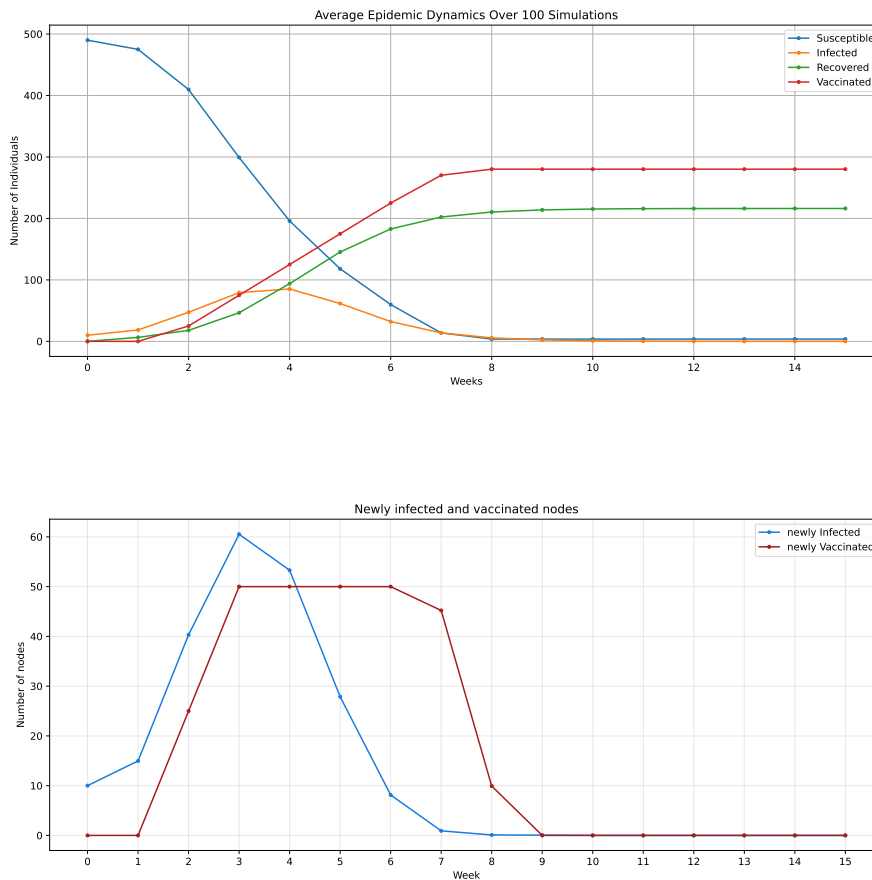 Average Epidemic Dynamics Over 100 Simulations
500
400
300
200
100
0
Number of Individuals
Susceptible
Infected
Recovered
Vaccinated
0 2 4 6 8 10 12 14
Weeks
Newly infected and vaccinated nodes
60
50
40
30
20
10
0
Number of nodes
newly Infected
newly Vaccinated
0 1 2 3 4 5 6 7 8 9 10 11 12 13 14 15
Week